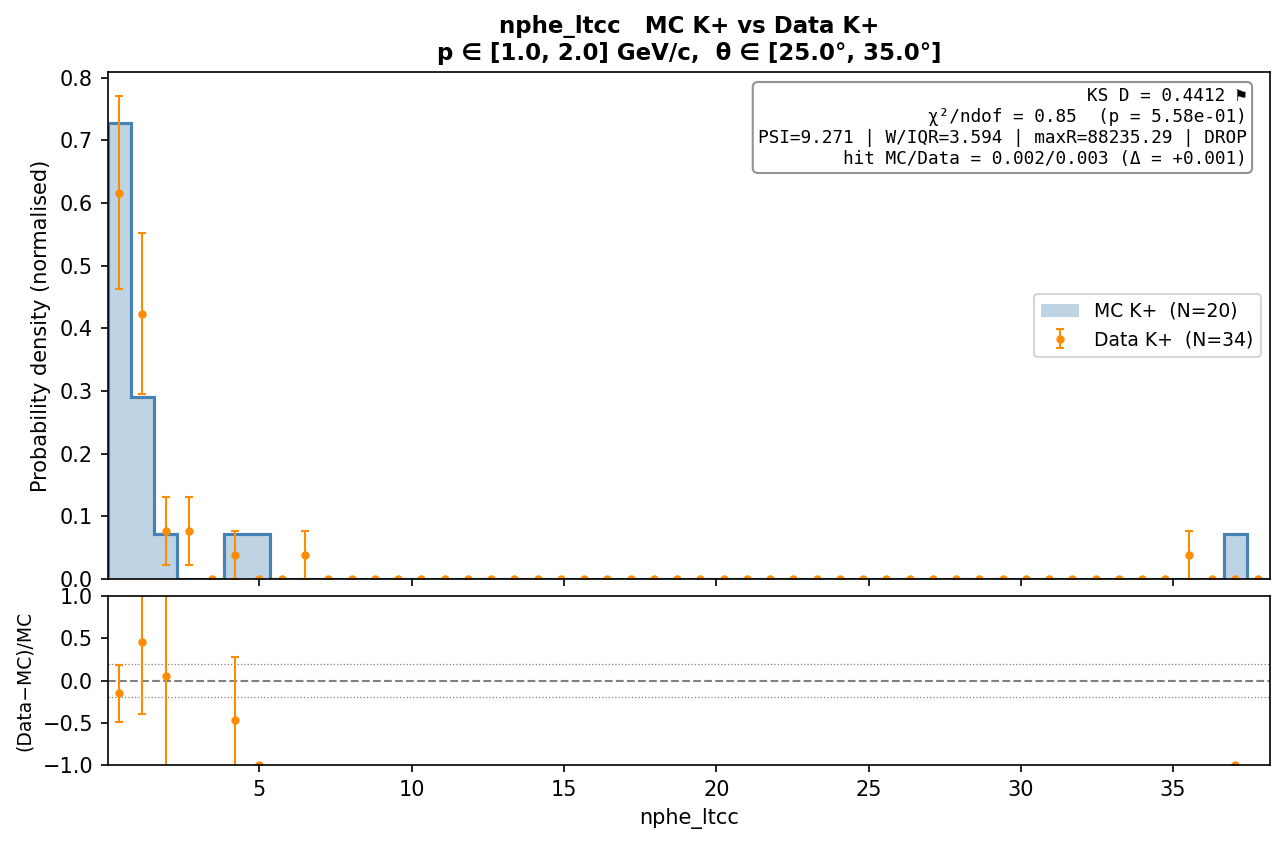 nphe_ltcc   MC K+ vs Data K+
p ∈ [1.0, 2.0] GeV/c,  θ ∈ [25.0°, 35.0°]
KS D = 0.4412 ⚑
χ²/ndof = 0.85  (p = 5.58e-01)
PSI=9.271 | W/IQR=3.594 | maxR=88235.29 | DROP
hit MC/Data = 0.002/0.003 (Δ = +0.001)
MC K+  (N=20)
Data K+  (N=34)
Probability density (normalised)
0.8
0.7
0.6
0.5
0.4
0.3
0.2
0.1
0.0
(Data−MC)/MC
1.0
0.5
0.0
−0.5
−1.0
5 10 15 20 25 30 35
nphe_ltcc